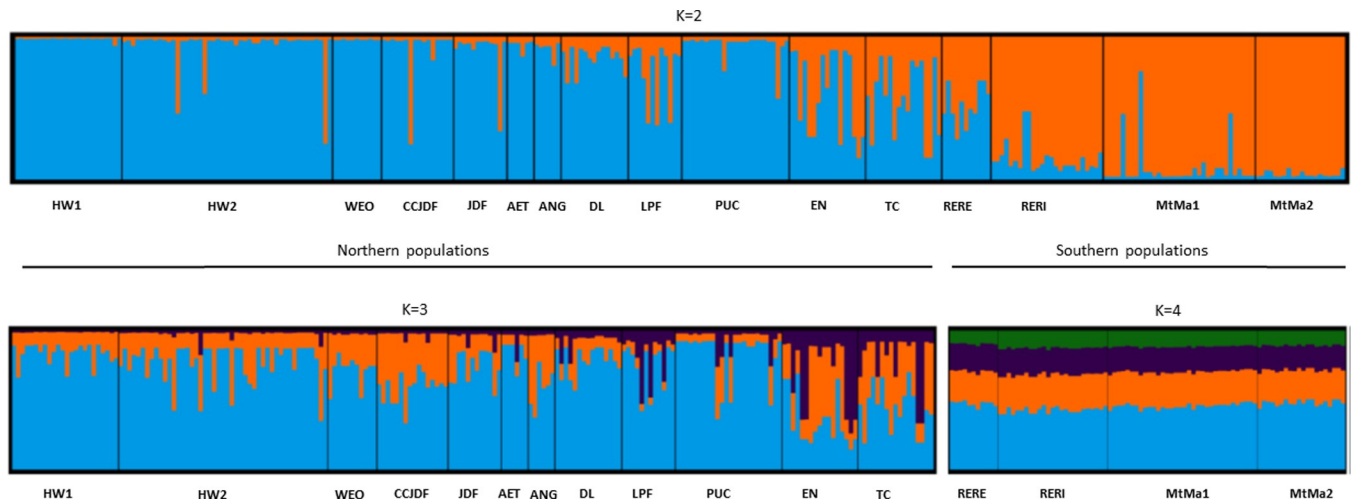 K=2
HW1 HW2 WEO CCJDF JDF AET ANG DL LPF PUC EN TC RERE RERI MtMa1 MtMa2
Northern populations Southern populations
K=3 K=4
HW1 HW2 WEO CCJDF JDF AET ANG DL LPF PUC EN TC RERE RERI MtMa1 MtMa2